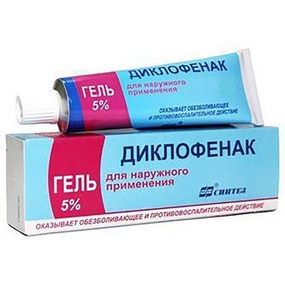 ГЕЛЬ
5%
ДИКЛОФЕНАК
для наружного
применения
ОКАЗЫВАЕТ ОБЕЗБОЛИВАЮЩЕЕ
И ПРОТИВОВОСПАЛИТЕЛЬНОЕ ДЕЙСТВИЕ
ДИКЛОФЕНАК
ГЕЛЬ
5%
для наружного
применения
СИНТЕЗ
ОКАЗЫВАЕТ ОБЕЗБОЛИВАЮЩЕЕ И ПРОТИВОВОСПАЛИТЕЛЬНОЕ ДЕЙСТВИЕ